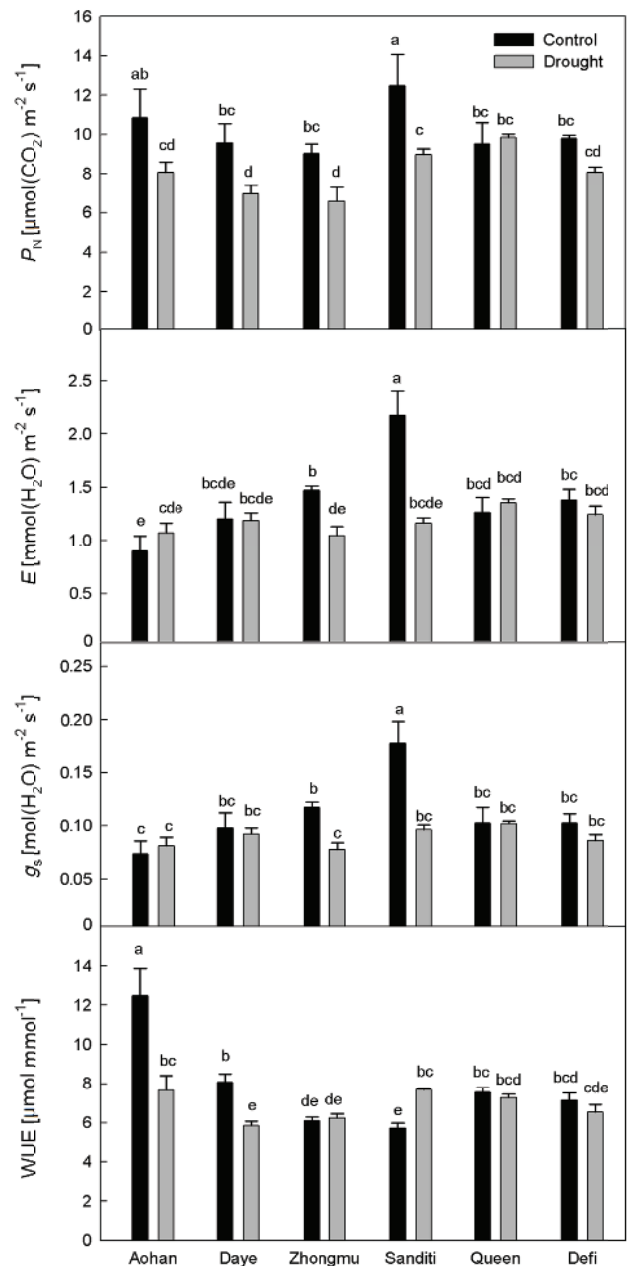 16
14
12
10
8
6
4
2
0
P_N [µmol(CO₂) m⁻² s⁻¹]
Control
Drought
ab
cd
bc
d
bc
d
a
c
bc
bc
bc
cd
2.5
2.0
1.5
1.0
0.5
0
E [mmol(H₂O) m⁻² s⁻¹]
e
cde
bcde
bcde
b
de
a
bcde
bcd
bcd
bc
bcd
0.25
0.20
0.15
0.10
0.05
0
gₛ [mol(H₂O) m⁻² s⁻¹]
c
c
bc
bc
b
c
a
bc
bc
bc
bc
bc
14
12
10
8
6
4
2
0
WUE [µmol mmol⁻¹]
a
bc
b
e
de
de
e
bc
bc
bcd
bcd
cde
Aohan Daye Zhongmu Sanditi Queen Defi